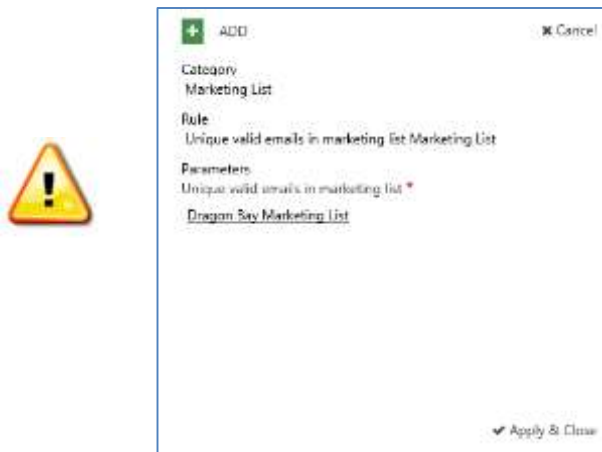 ADD
Cancel
Category
Marketing List
Rule
Unique valid emails in marketing list Marketing List
Parameters
Unique valid emails in marketing list *
Dragon Bay Marketing List
Apply & Close